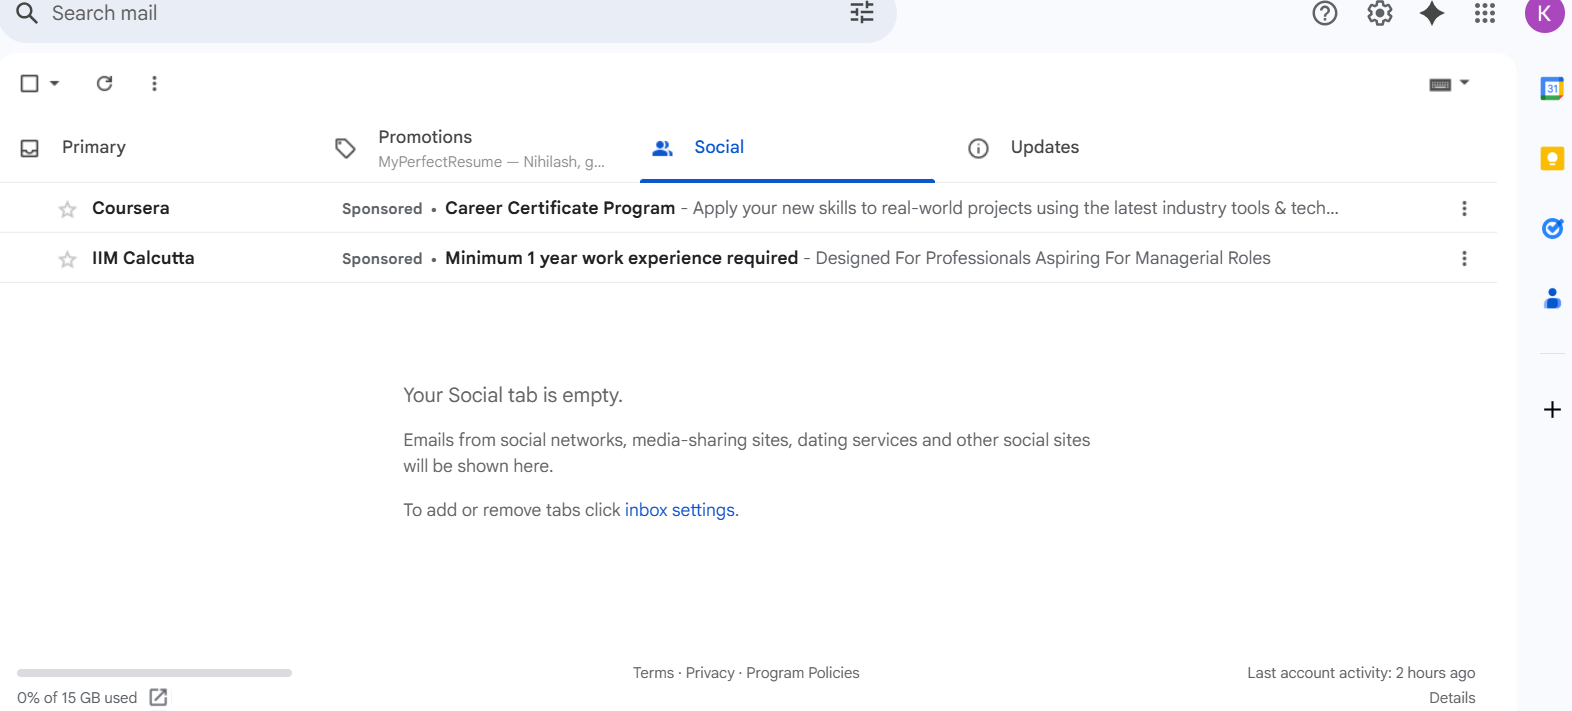 Search mail
K
31
Primary
Promotions
MyPerfectResume — Nihilash, g...
Social
Updates
Coursera Sponsored • Career Certificate Program - Apply your new skills to real-world projects using the latest industry tools & tech...
IIM Calcutta Sponsored • Minimum 1 year work experience required - Designed For Professionals Aspiring For Managerial Roles
Your Social tab is empty.
Emails from social networks, media-sharing sites, dating services and other social sites
will be shown here.
To add or remove tabs click inbox settings.
Terms · Privacy · Program Policies
Last account activity: 2 hours ago
0% of 15 GB used
Details